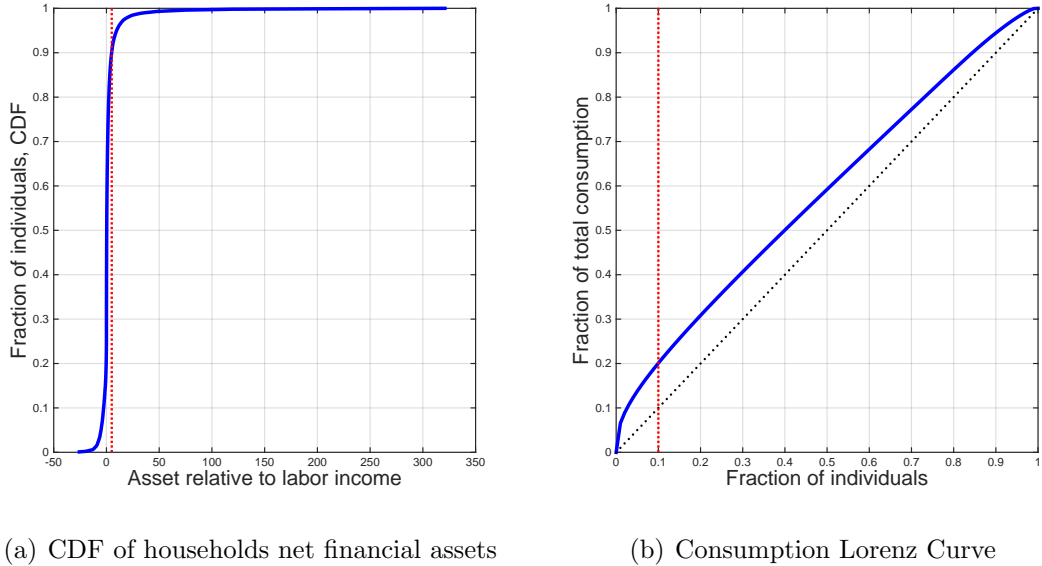 1
0.9
0.8
0.7
0.6
0.5
0.4
0.3
0.2
0.1
0
Fraction of individuals, CDF
-50 0 50 100 150 200 250 300 350
Asset relative to labor income
(a) CDF of households net financial assets
1
0.9
0.8
0.7
0.6
0.5
0.4
0.3
0.2
0.1
0
Fraction of total consumption
0 0.1 0.2 0.3 0.4 0.5 0.6 0.7 0.8 0.9 1
Fraction of individuals
(b) Consumption Lorenz Curve